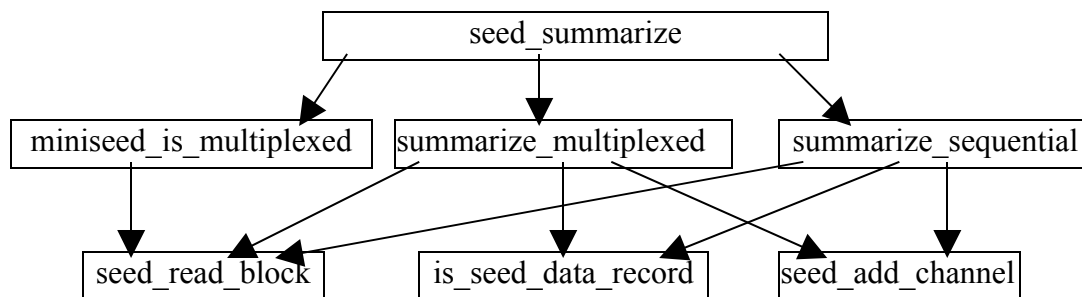 seed_summarize
miniseed_is_multiplexed
summarize_multiplexed
summarize_sequential
seed_read_block
is_seed_data_record
seed_add_channel